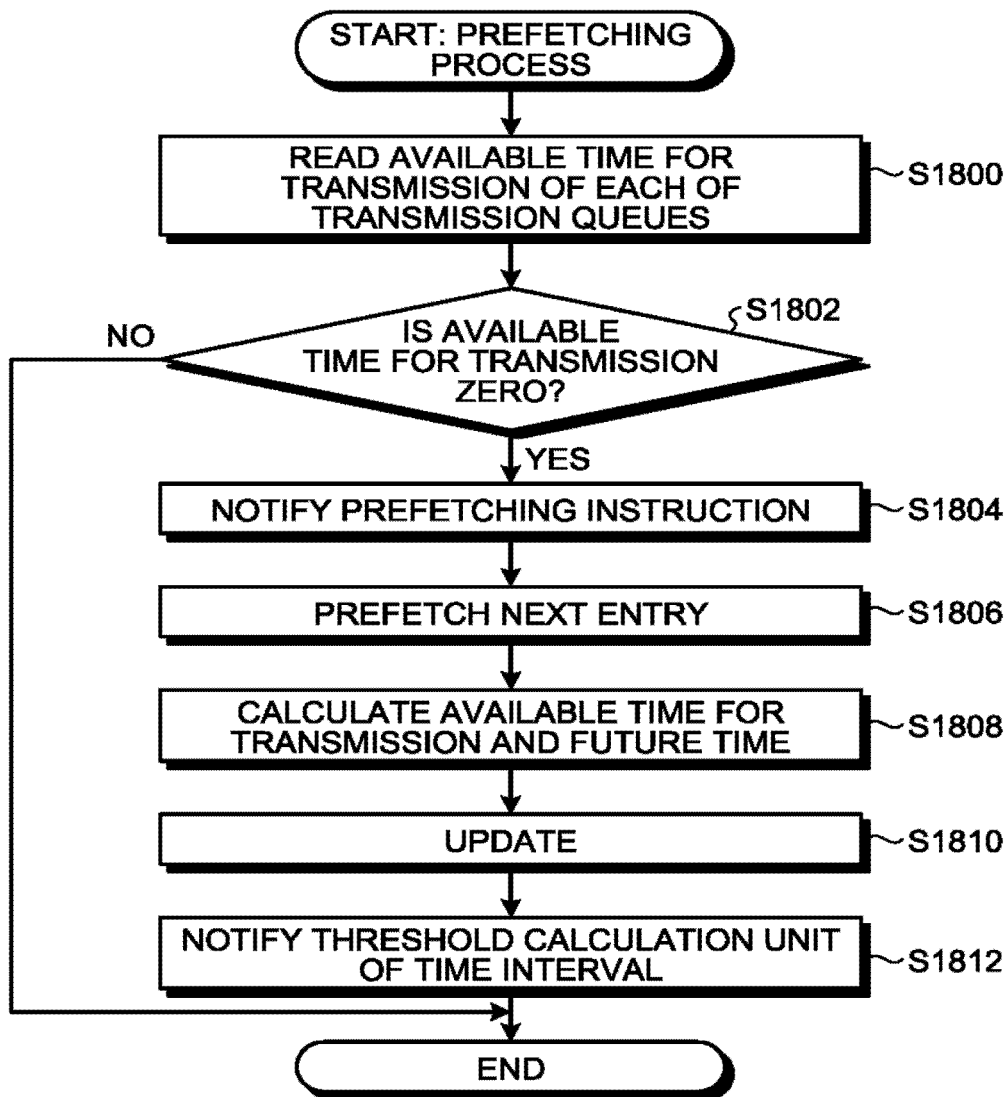 START: PREFETCHING
PROCESS
READ AVAILABLE TIME FOR
TRANSMISSION OF EACH OF
TRANSMISSION QUEUES
S1800
S1802
NO
IS AVAILABLE
TIME FOR TRANSMISSION
ZERO?
YES
NOTIFY PREFETCHING INSTRUCTION
S1804
PREFETCH NEXT ENTRY
S1806
CALCULATE AVAILABLE TIME FOR
TRANSMISSION AND FUTURE TIME
S1808
UPDATE
S1810
NOTIFY THRESHOLD CALCULATION UNIT
OF TIME INTERVAL
S1812
END